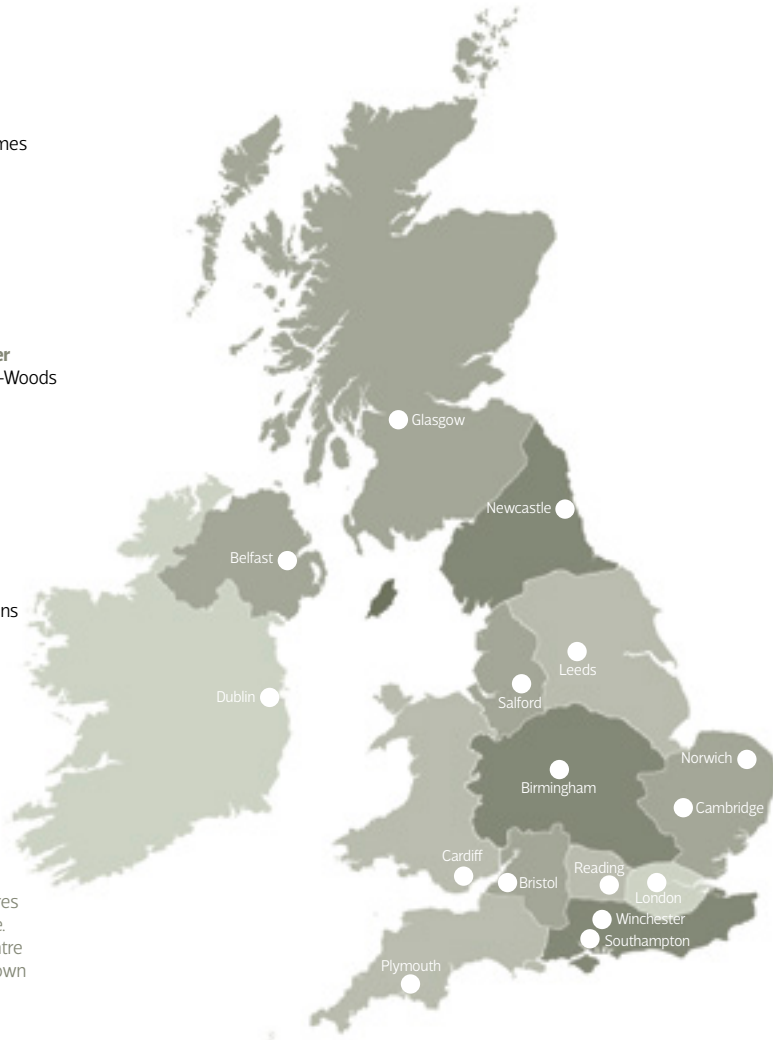 mes
er
-Woods
Glasgow
Newcastle
Belfast
ns
Leeds
Dublin
Salford
Norwich
Birmingham
Cambridge
Cardiff
Reading
Bristol
London
res
Winchester
e.
Southampton
tre
Plymouth
own